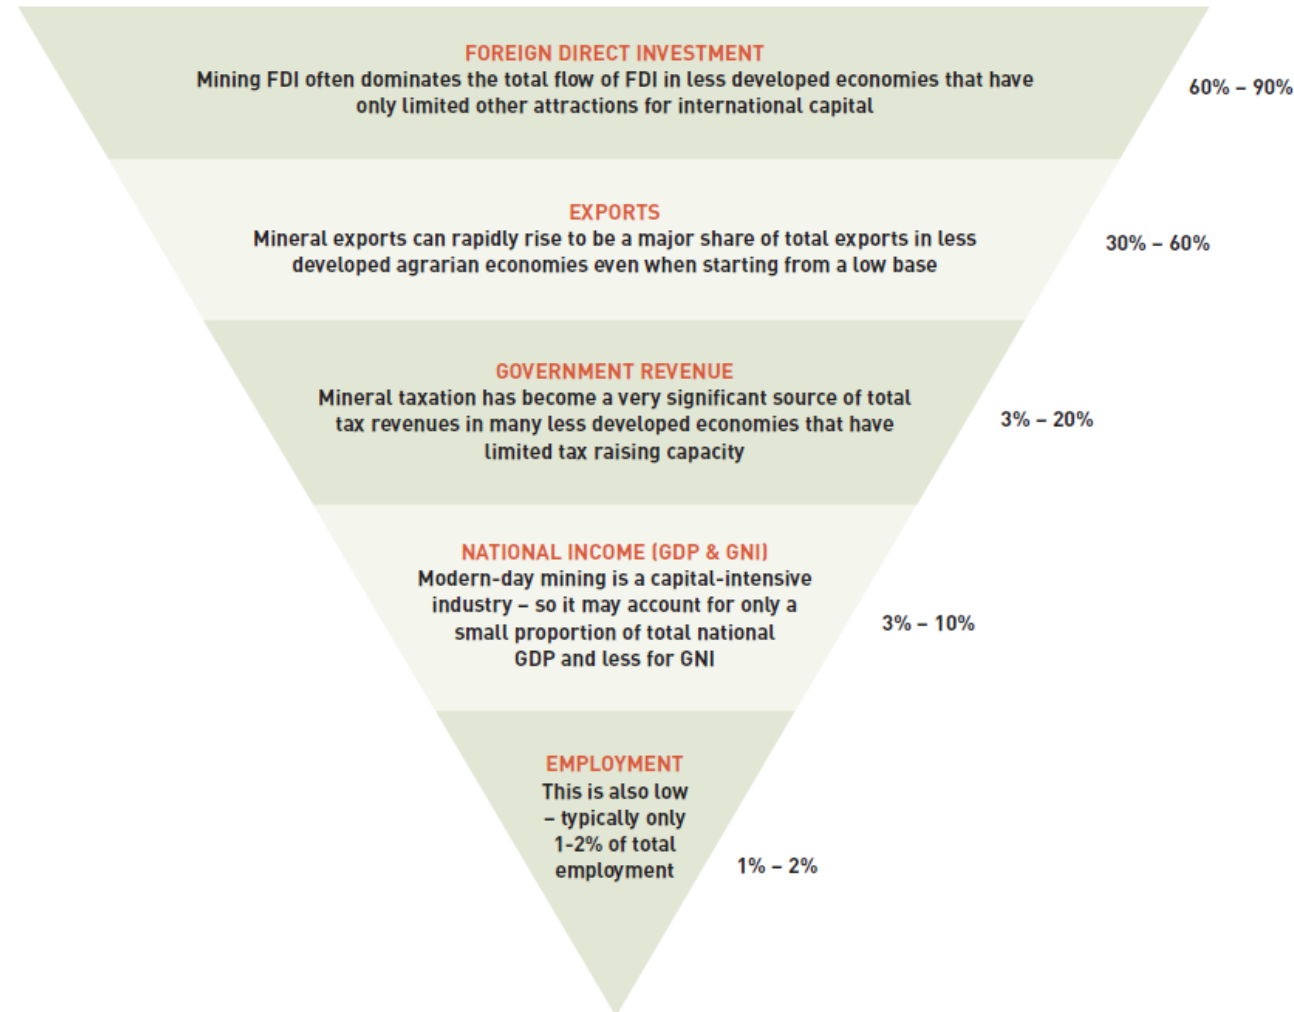 FOREIGN DIRECT INVESTMENT
Mining FDI often dominates the total flow of FDI in less developed economies that have
only limited other attractions for international capital
60% – 90%
EXPORTS
Mineral exports can rapidly rise to be a major share of total exports in less
developed agrarian economies even when starting from a low base
30% – 60%
GOVERNMENT REVENUE
Mineral taxation has become a very significant source of total
tax revenues in many less developed economies that have
limited tax raising capacity
3% – 20%
NATIONAL INCOME (GDP & GNI)
Modern-day mining is a capital-intensive
industry – so it may account for only a
small proportion of total national
GDP and less for GNI
3% – 10%
EMPLOYMENT
This is also low
– typically only
1-2% of total
employment
1% – 2%